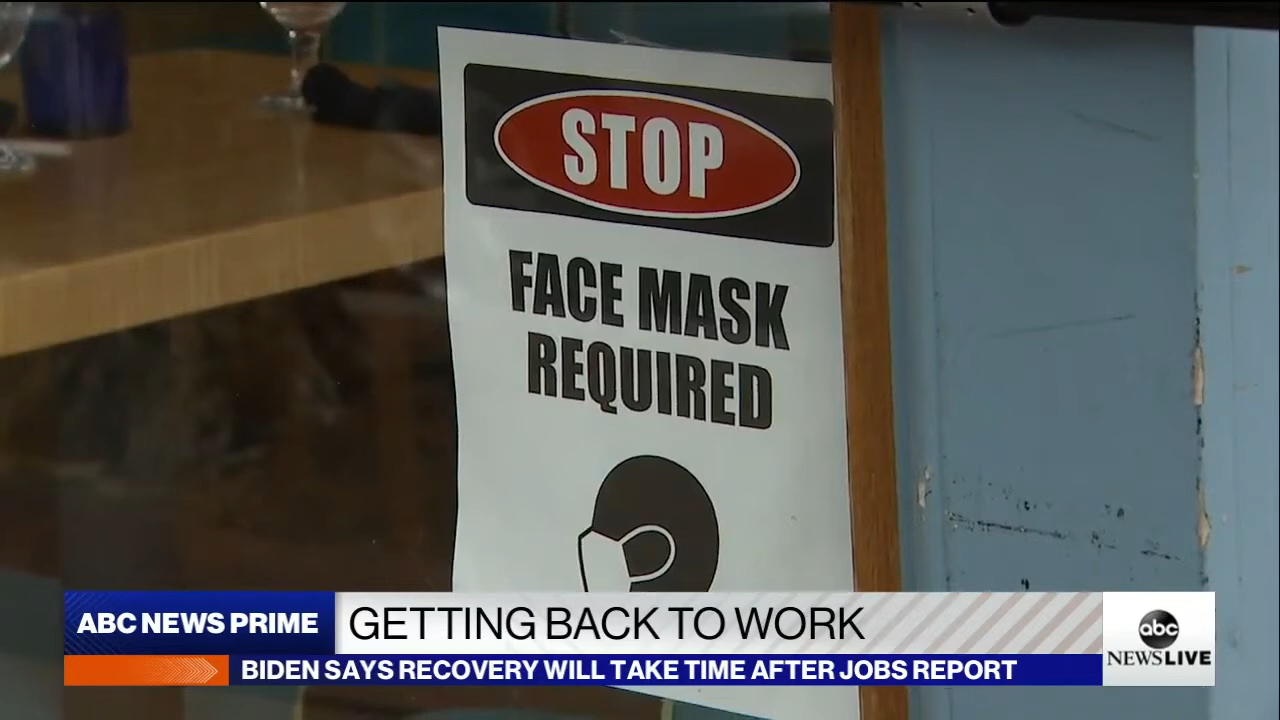 STOP
FACE MASK
REQUIRED
ABC NEWS PRIME
GETTING BACK TO WORK
abc
NEWSLIVE
BIDEN SAYS RECOVERY WILL TAKE TIME AFTER JOBS REPORT